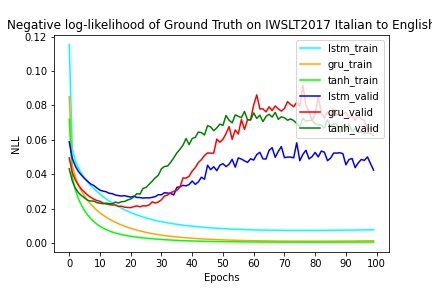 Negative log-likelihood of Ground Truth on IWSLT2017 Italian to English
0.12
0.10
0.08
0.06
0.04
0.02
0.00
NLL
lstm_train
gru_train
tanh_train
lstm_valid
gru_valid
tanh_valid
0 10 20 30 40 50 60 70 80 90 100
Epochs